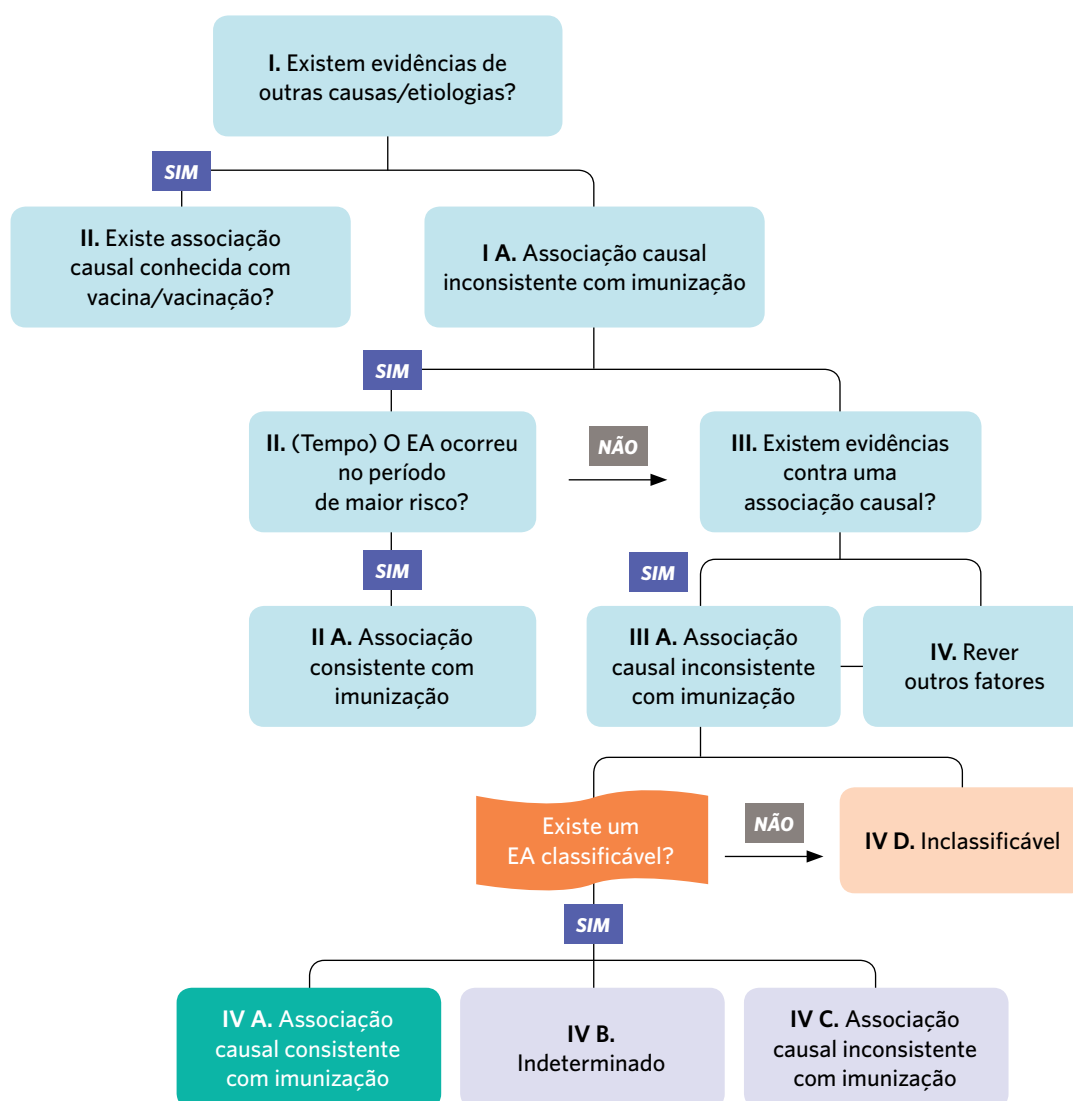 I. Existem evidências de
outras causas/etiologias?
SIM
II. Existe associação
causal conhecida com
vacina/vacinação?
I A. Associação causal
inconsistente com imunização
SIM
II. (Tempo) O EA ocorreu
no período
de maior risco?
NÃO
III. Existem evidências
contra uma
associação causal?
SIM
SIM
II A. Associação
consistente com
imunização
III A. Associação
causal inconsistente
com imunização
IV. Rever
outros fatores
Existe um
EA classificável?
NÃO
IV D. Inclassificável
SIM
IV A. Associação
causal consistente
com imunização
IV B.
Indeterminado
IV C. Associação
causal inconsistente
com imunização